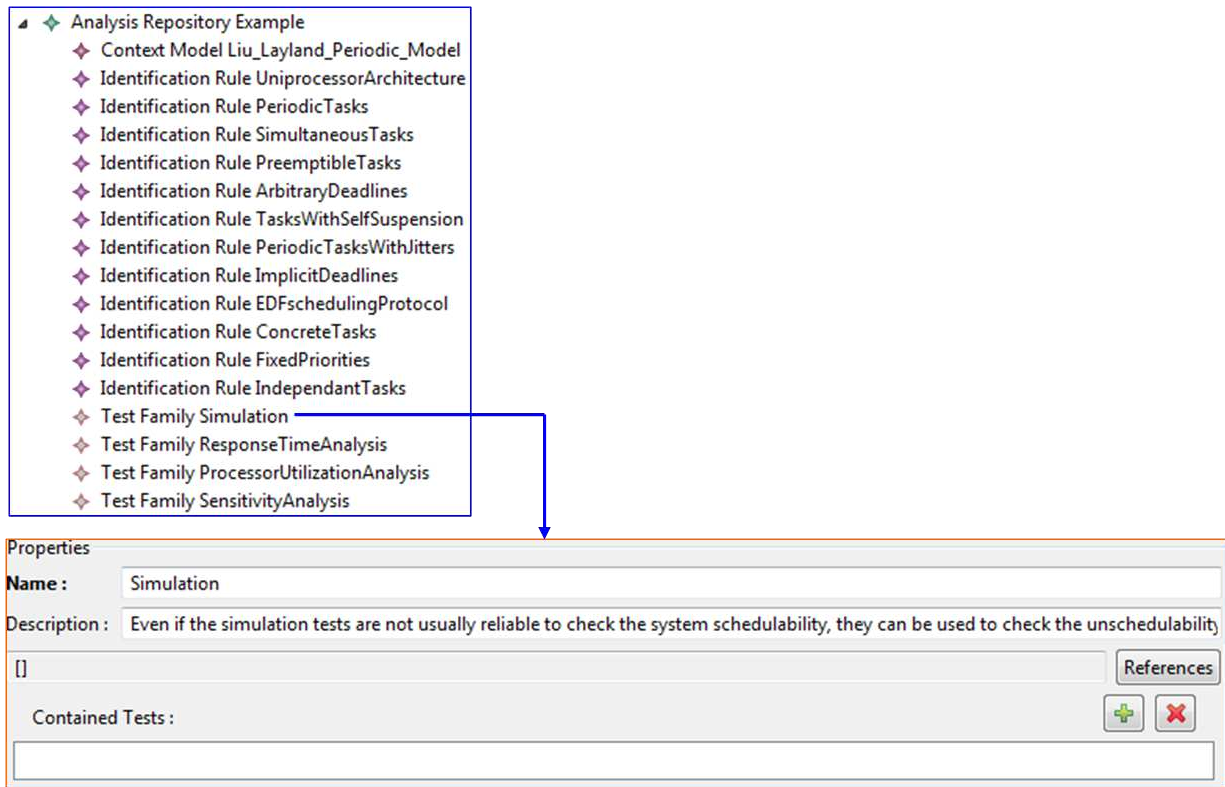 Analysis Repository Example
Context Model Liu_Layland_Periodic_Model
Identification Rule UniprocessorArchitecture
Identification Rule PeriodicTasks
Identification Rule SimultaneousTasks
Identification Rule PreemptibleTasks
Identification Rule ArbitraryDeadlines
Identification Rule TasksWithSelfSuspension
Identification Rule PeriodicTasksWithJitters
Identification Rule ImplicitDeadlines
Identification Rule EDFschedulingProtocol
Identification Rule ConcreteTasks
Identification Rule FixedPriorities
Identification Rule IndependantTasks
Test Family Simulation
Test Family ResponseTimeAnalysis
Test Family ProcessorUtilizationAnalysis
Test Family SensitivityAnalysis
Properties
Name : Simulation
Description : Even if the simulation tests are not usually reliable to check the system schedulability, they can be used to check the unschedulability
[] References
Contained Tests :